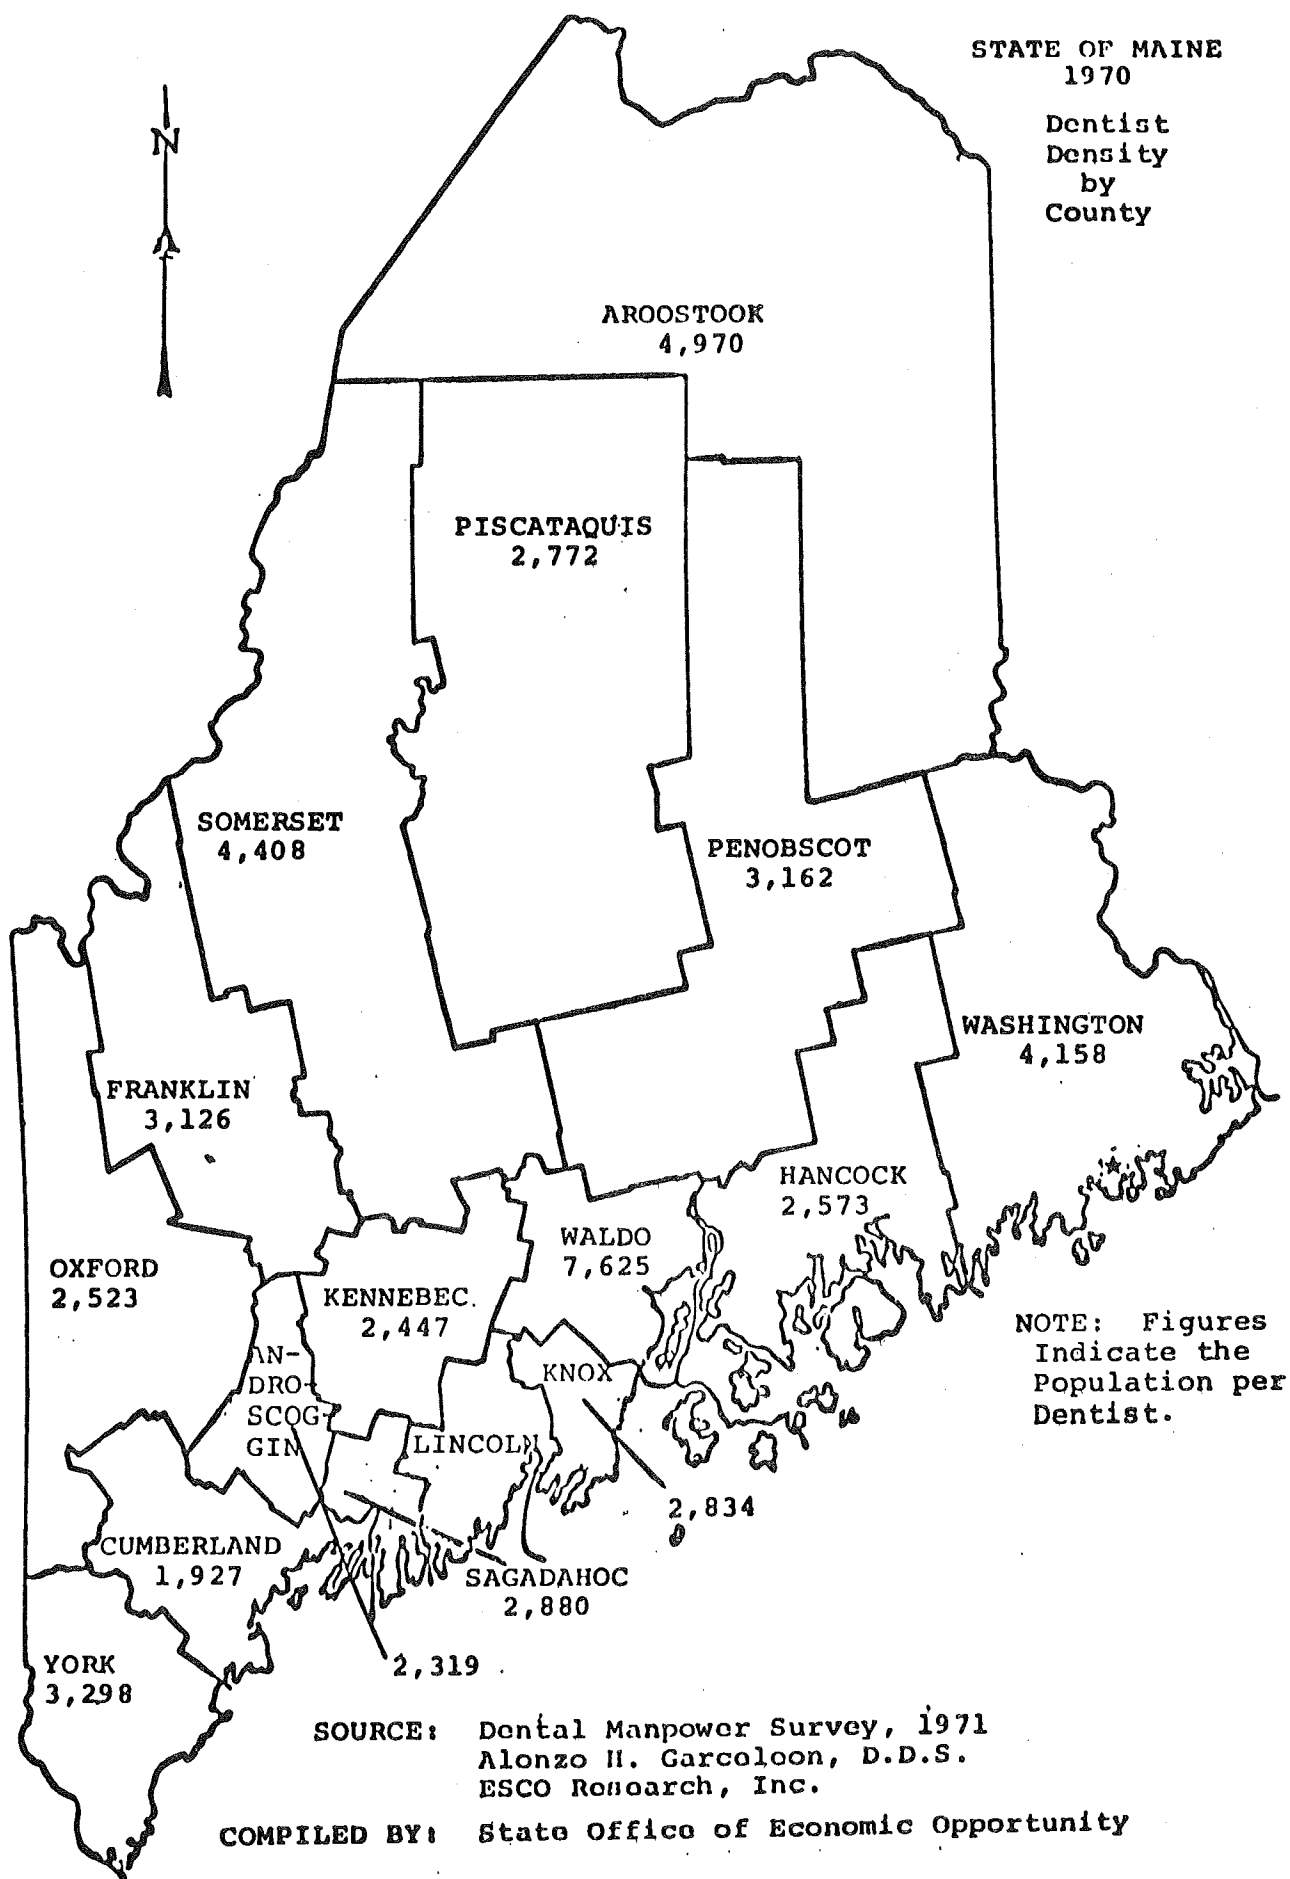 STATE OF MAINE
1970
Dentist
Density
by
County
N
AROOSTOOK
4,970
PISCATAQUIS
2,772
SOMERSET
4,408
PENOBSCOT
3,162
WASHINGTON
4,158
FRANKLIN
3,126
HANCOCK
2,573
WALDO
7,625
OXFORD
2,523
KENNEBEC.
2,447
NOTE: Figures
Indicate the
Population per
Dentist.
AN-
DRO-
SCOG-
GIN
KNOX
LINCOLN
2,834
CUMBERLAND
1,927
SAGADAHOC
2,880
2,319
YORK
3,298
SOURCE: Dental Manpower Survey, 1971
Alonzo H. Garcoloon, D.D.S.
ESCO Research, Inc.
COMPILED BY: State Office of Economic Opportunity